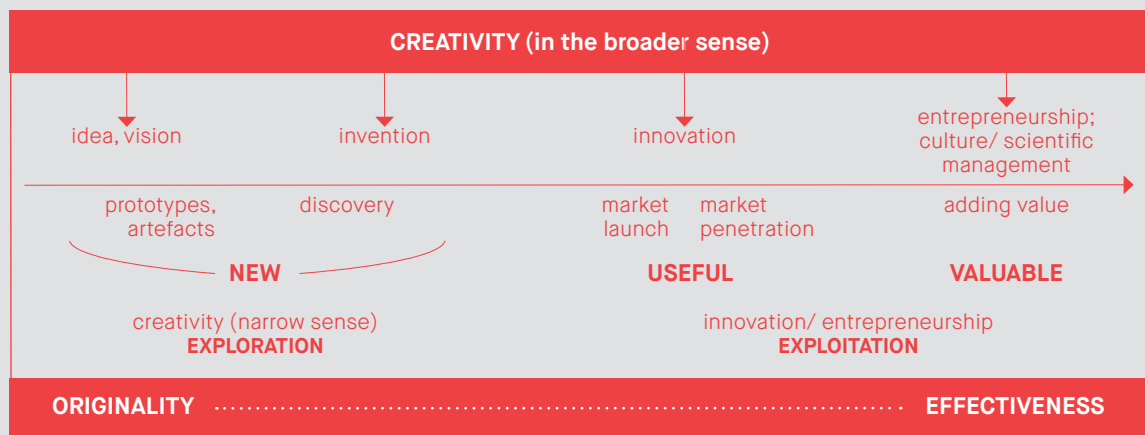 CREATIVITY (in the broader sense)
idea, vision
invention
innovation
entrepreneurship;
culture/ scientific
management
prototypes,
artefacts
discovery
market
launch
market
penetration
adding value
NEW
USEFUL
VALUABLE
creativity (narrow sense)
EXPLORATION
innovation/ entrepreneurship
EXPLOITATION
ORIGINALITY
EFFECTIVENESS